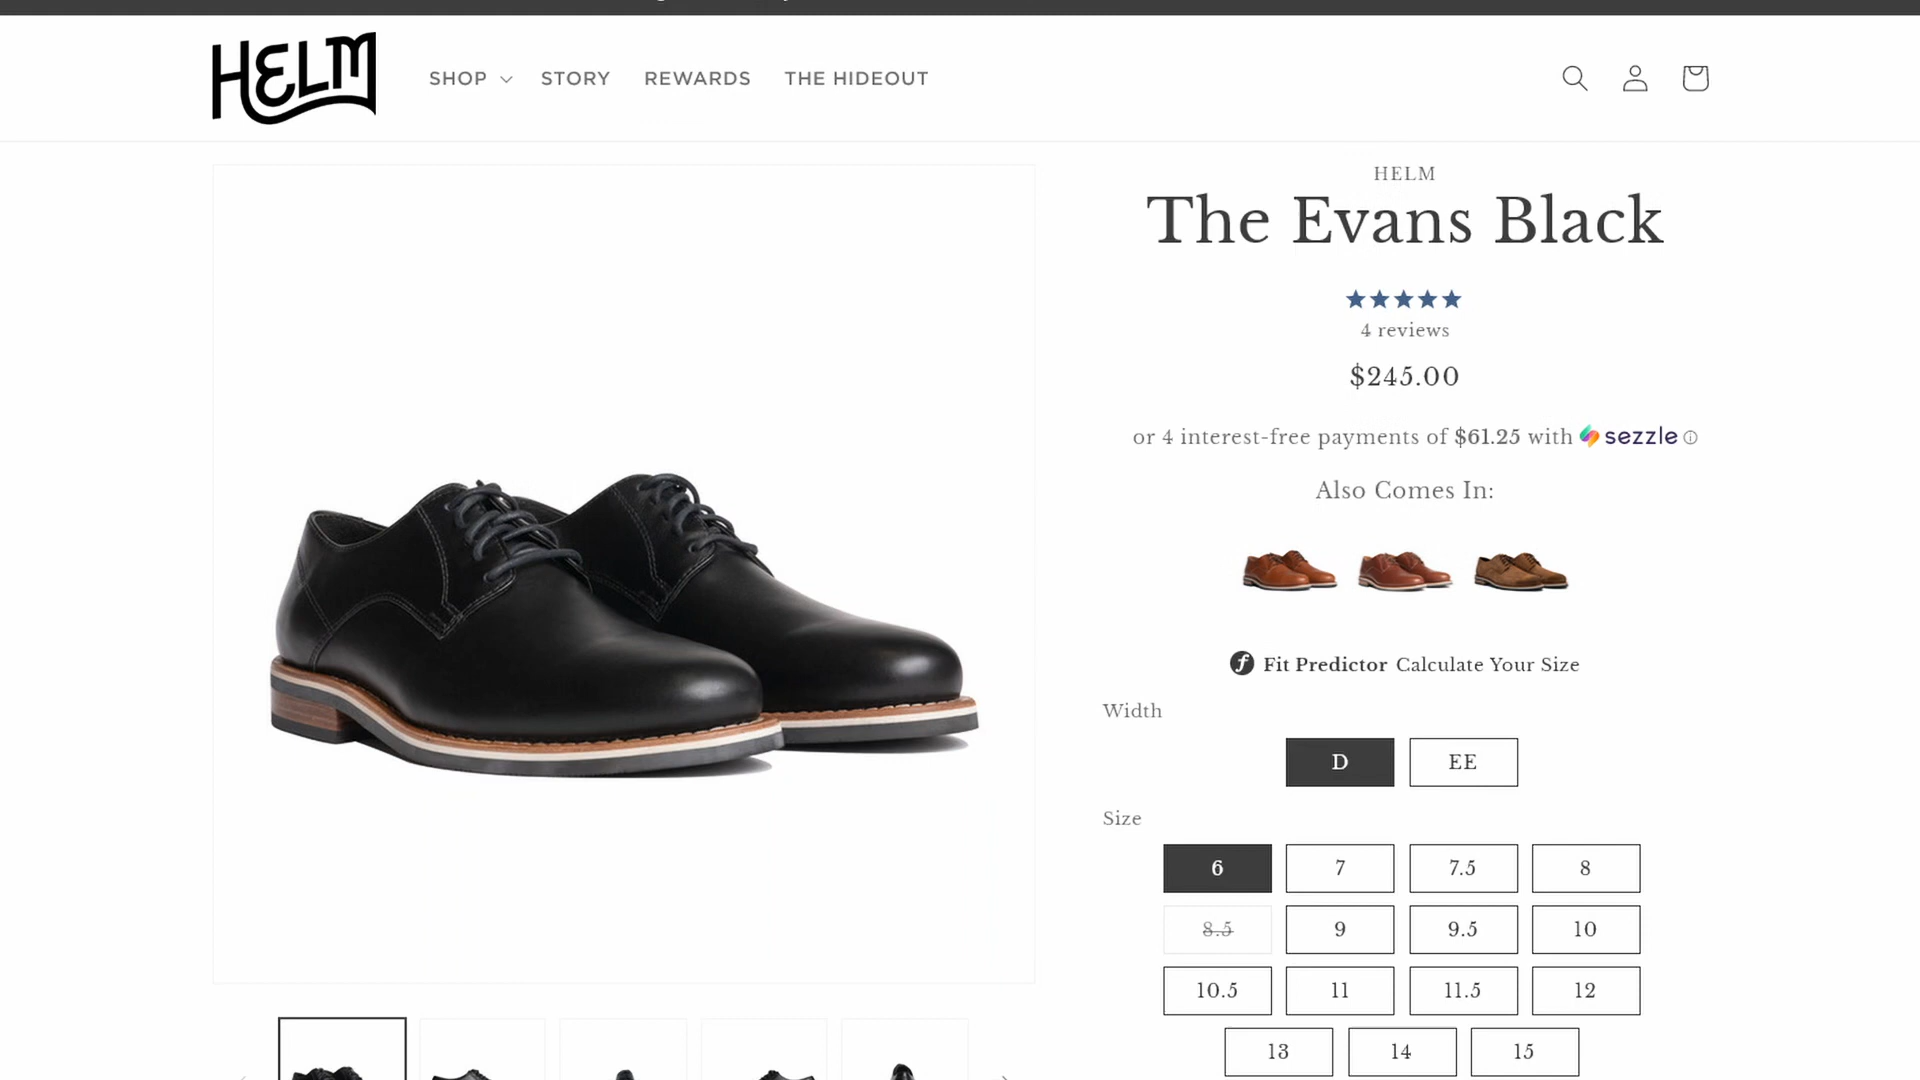 HELM
SHOP
STORY
REWARDS
THE HIDEOUT
HELM
The Evans Black
4 reviews
$245.00
or 4 interest-free payments of $61.25 with sezzle
Also Comes In:
Fit Predictor Calculate Your Size
Width
D
EE
Size
6
7
7.5
8
8.5
9
9.5
10
10.5
11
11.5
12
13
14
15